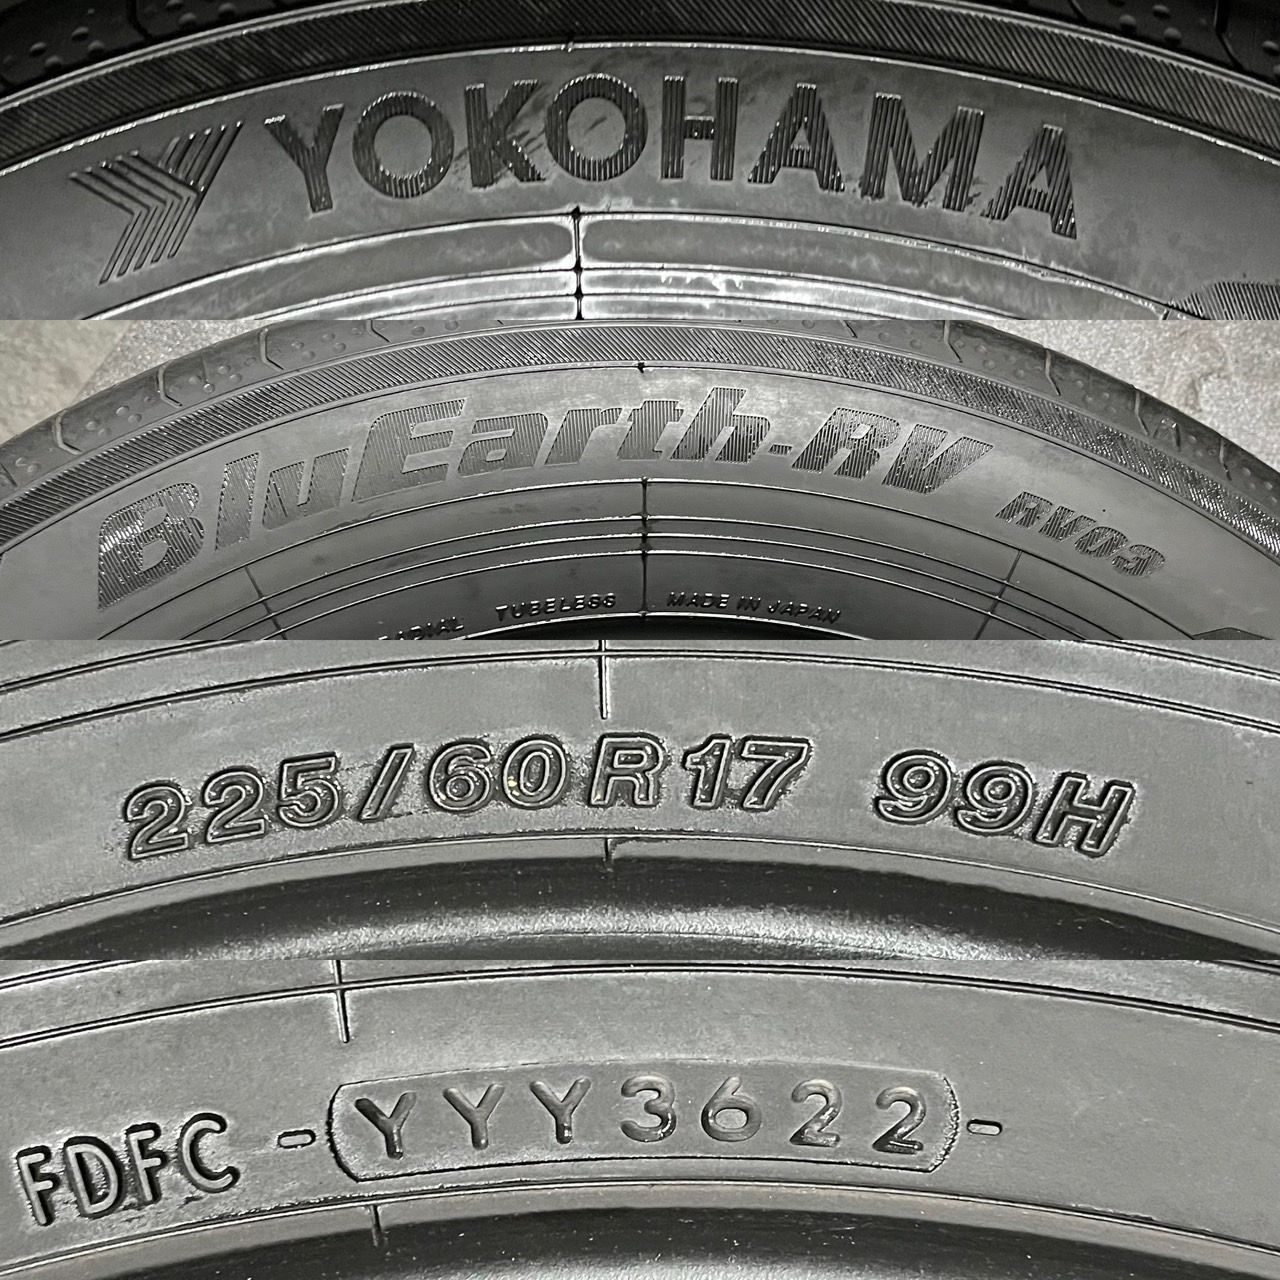 YOKOHAMA
BluEarth-RV RV03
RADIAL TUBELESS MADE IN JAPAN
225/60R17 99H
FDFC -YYY3622-